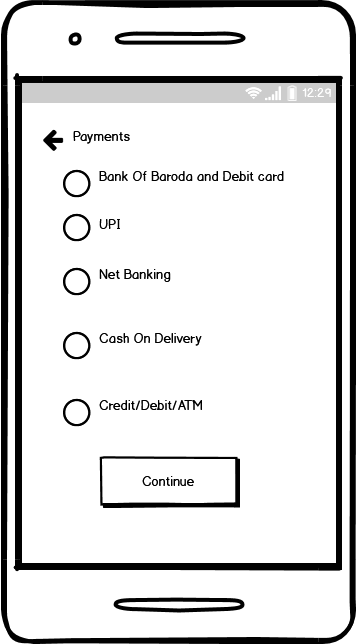 12:29
Payments
Bank Of Baroda and Debit card
UPI
Net Banking
Cash On Delivery
Credit/Debit/ATM
Continue